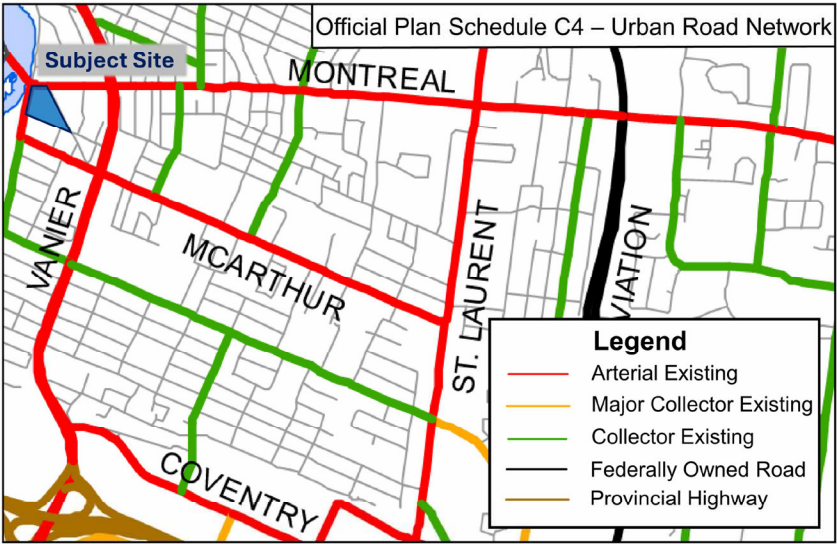 Official Plan Schedule C4 – Urban Road Network
Subject Site
MONTREAL
VANIER
MCARTHUR
ST. LAURENT
VIATION
COVENTRY
Legend
Arterial Existing
Major Collector Existing
Collector Existing
Federally Owned Road
Provincial Highway